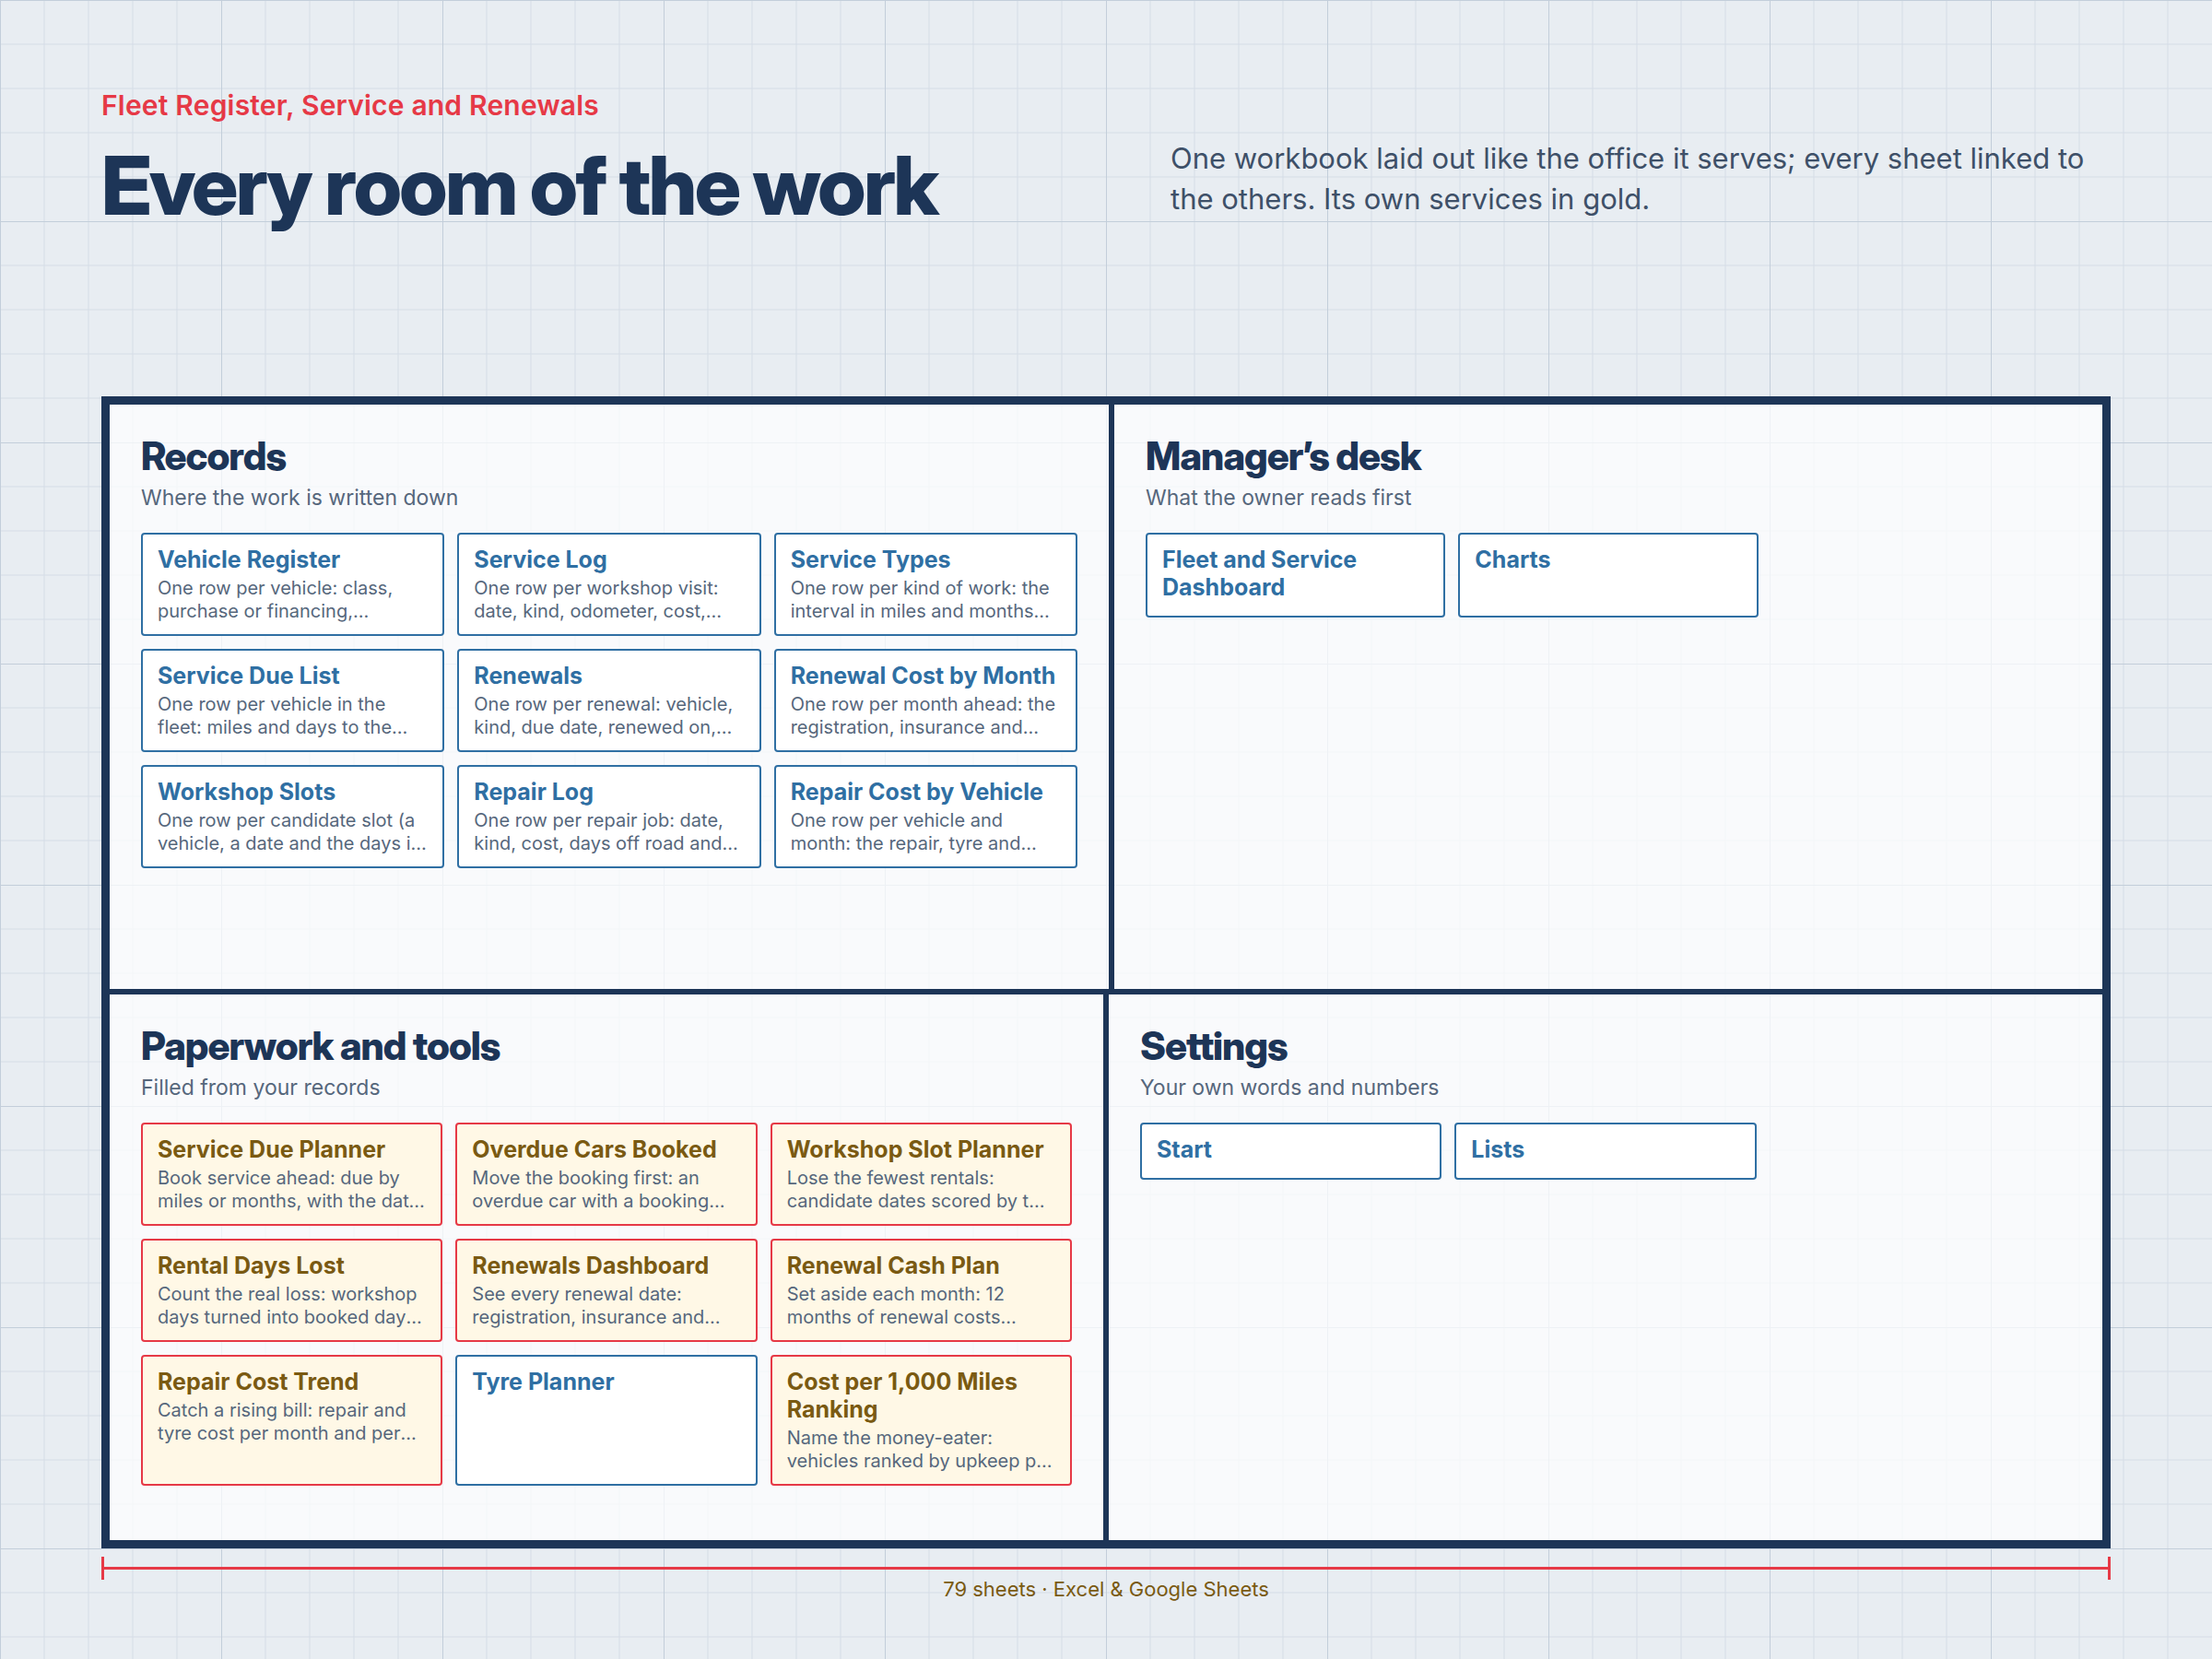 Fleet Register, Service and Renewals
Every room of the work
One workbook laid out like the office it serves; every sheet linked to
the others. Its own services in gold.
Records
Where the work is written down
Vehicle Register
One row per vehicle: class,
purchase or financing,...
Service Log
One row per workshop visit:
date, kind, odometer, cost,...
Service Types
One row per kind of work: the
interval in miles and months...
Service Due List
One row per vehicle in the
fleet: miles and days to the...
Renewals
One row per renewal: vehicle,
kind, due date, renewed on,...
Renewal Cost by Month
One row per month ahead: the
registration, insurance and...
Workshop Slots
One row per candidate slot (a
vehicle, a date and the days i...
Repair Log
One row per repair job: date,
kind, cost, days off road and...
Repair Cost by Vehicle
One row per vehicle and
month: the repair, tyre and...
Manager’s desk
What the owner reads first
Fleet and Service
Dashboard
Charts
Paperwork and tools
Filled from your records
Service Due Planner
Book service ahead: due by
miles or months, with the dat...
Overdue Cars Booked
Move the booking first: an
overdue car with a booking...
Workshop Slot Planner
Lose the fewest rentals:
candidate dates scored by t...
Rental Days Lost
Count the real loss: workshop
days turned into booked day...
Renewals Dashboard
See every renewal date:
registration, insurance and...
Renewal Cash Plan
Set aside each month: 12
months of renewal costs...
Repair Cost Trend
Catch a rising bill: repair and
tyre cost per month and per...
Tyre Planner
Cost per 1,000 Miles
Ranking
Name the money-eater:
vehicles ranked by upkeep p...
Settings
Your own words and numbers
Start
Lists
79 sheets · Excel & Google Sheets